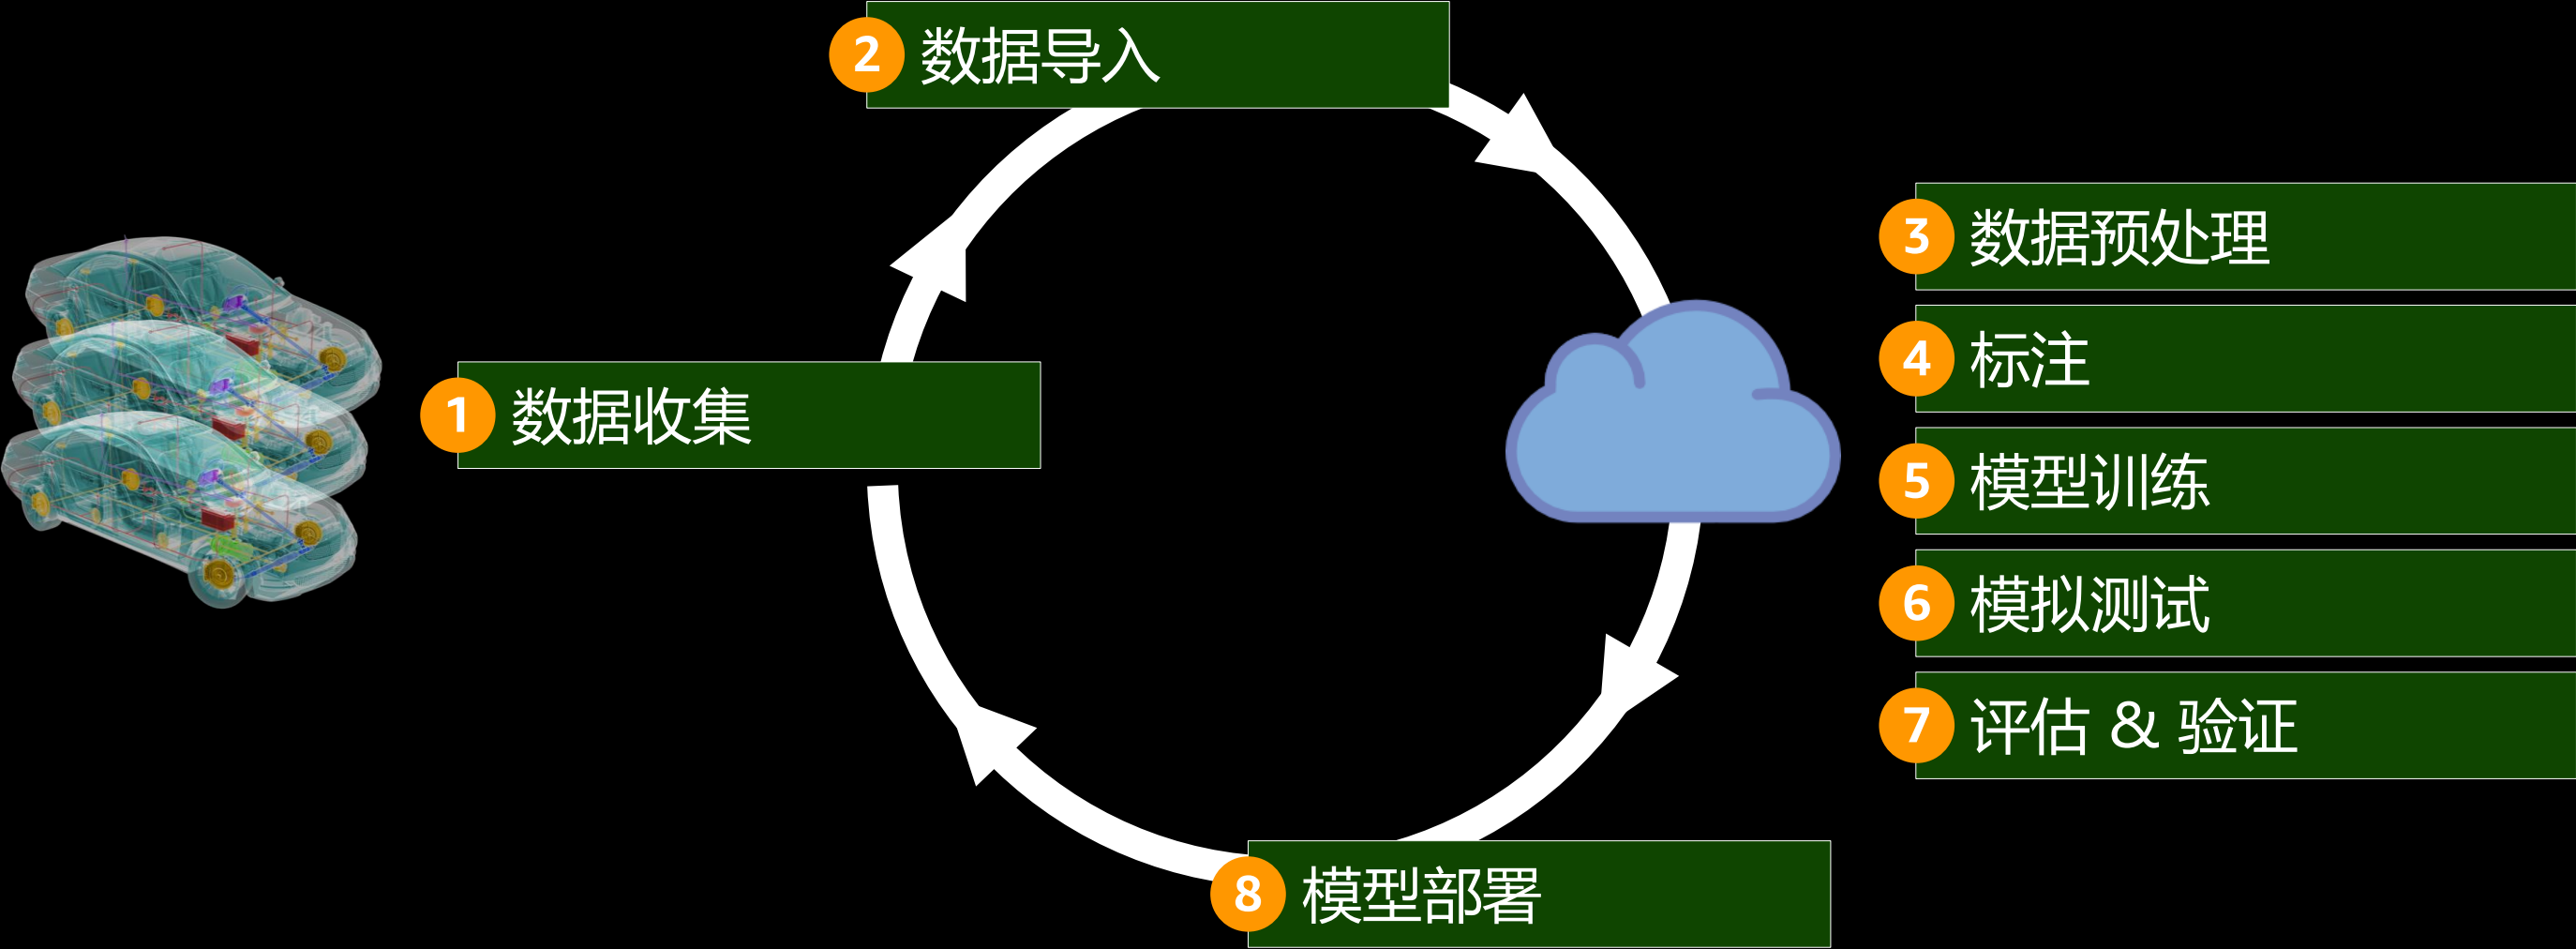 1 数据收集
2 数据导入
3 数据预处理
4 标注
5 模型训练
6 模拟测试
7 评估 & 验证
8 模型部署